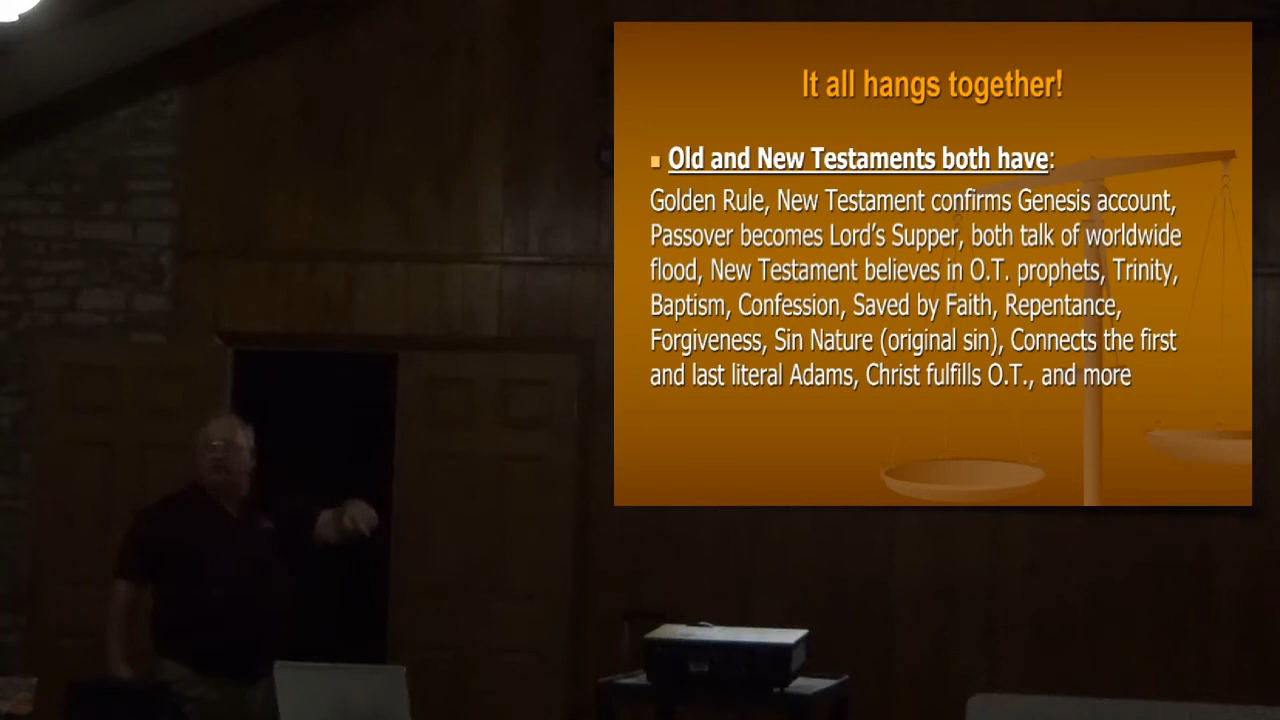 It all hangs together!
Old and New Testaments both have:
Golden Rule, New Testament confirms Genesis account,
Passover becomes Lord's Supper, both talk of worldwide
flood, New Testament believes in O.T. prophets, Trinity,
Baptism, Confession, Saved by Faith, Repentance,
Forgiveness, Sin Nature (original sin), Connects the first
and last literal Adams, Christ fulfills O.T., and more